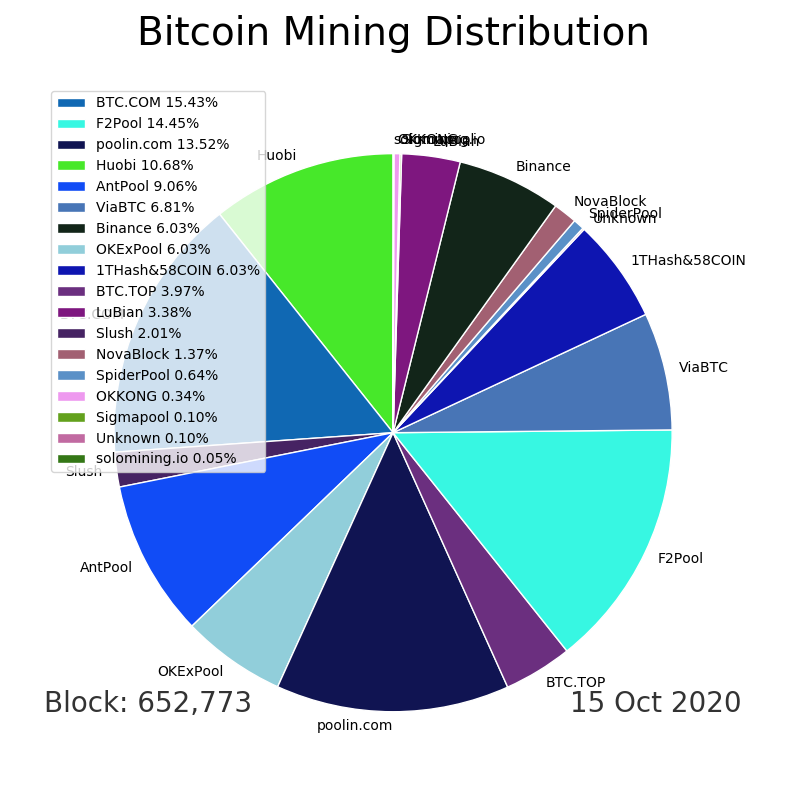 Bitcoin Mining Distribution
BTC.COM 15.43%
F2Pool 14.45%
poolin.com 13.52%
Huobi 10.68%
AntPool 9.06%
ViaBTC 6.81%
Binance 6.03%
OKExPool 6.03%
1THash&58COIN 6.03%
BTC.TOP 3.97%
LuBian 3.38%
Slush 2.01%
NovaBlock 1.37%
SpiderPool 0.64%
OKKONG 0.34%
Sigmapool 0.10%
Unknown 0.10%
solomining.io 0.05%
Huobi
Binance
NovaBlock
SpiderPool
Unknown
1THash&58COIN
ViaBTC
F2Pool
BTC.TOP
poolin.com
OKExPool
AntPool
Slush
Block: 652,773
15 Oct 2020